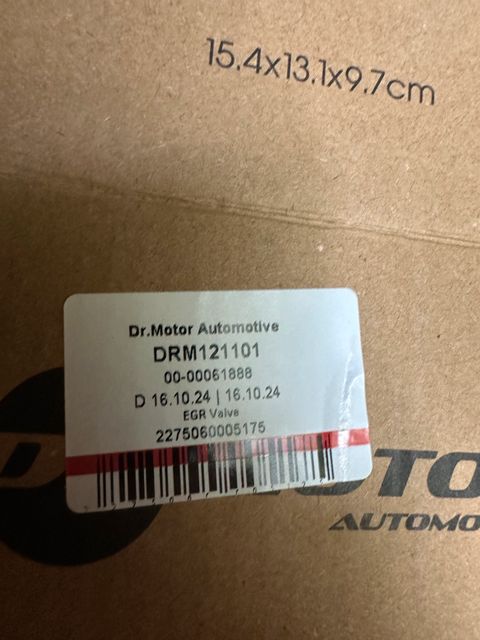 15.4x13.1x9.7cm
Dr.Motor Automotive
DRM121101
00-00061888
D 16.10.24 | 16.10.24
EGR Valve
2275060005175